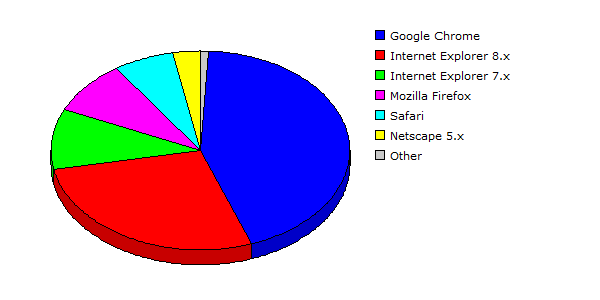 Google Chrome
Internet Explorer 8.x
Internet Explorer 7.x
Mozilla Firefox
Safari
Netscape 5.x
Other